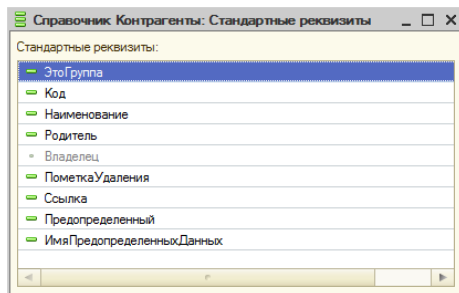 Справочник Контрагенты: Стандартные реквизиты
Стандартные реквизиты:
ЭтоГруппа
Код
Наименование
Родитель
Владелец
ПометкаУдаления
Ссылка
Предопределенный
ИмяПредопределенныхДанных